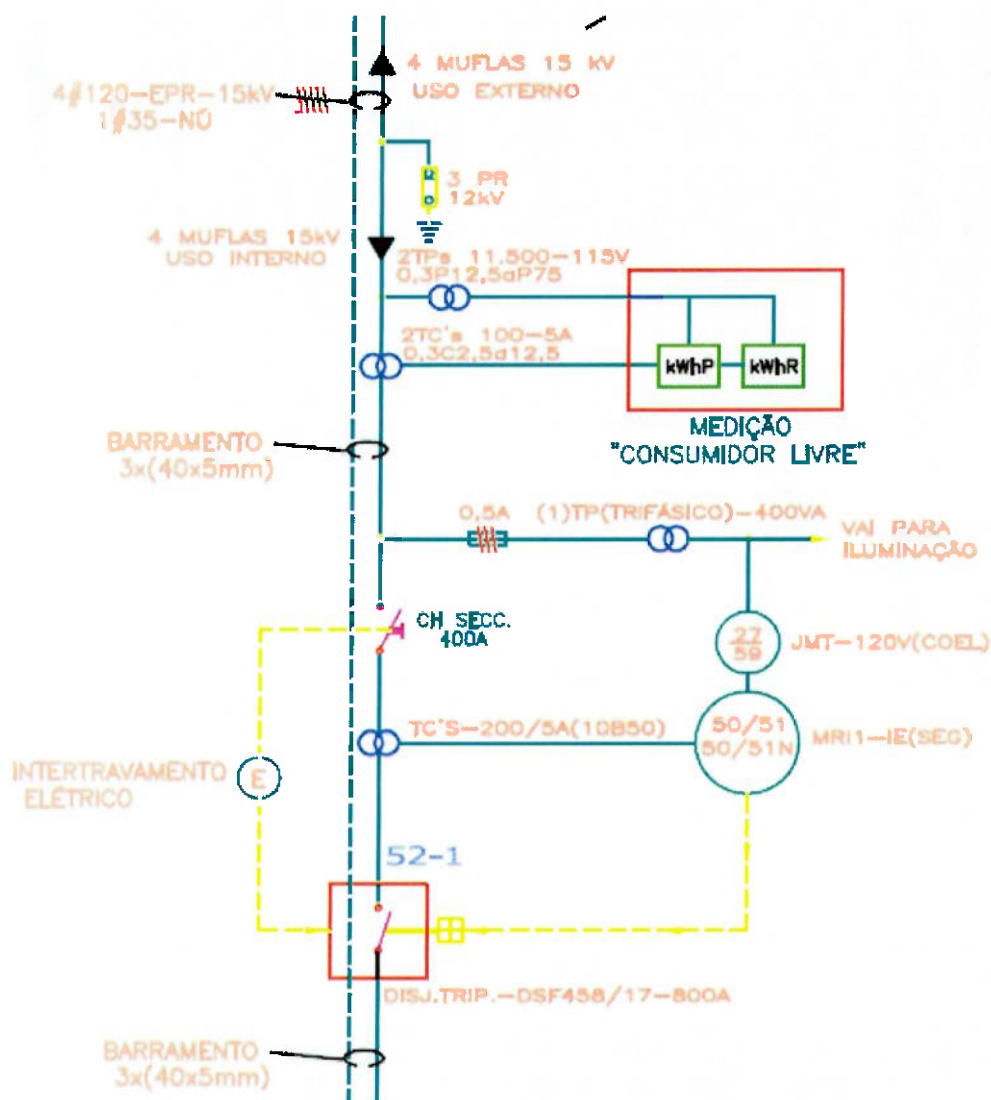 4 MUFLAS 15 kV
USO EXTERNO
4#120-EPR-15kV
1#35-NÚ
3 PR
12kV
4 MUFLAS 15kV
USO INTERNO
2TPs 11.500-115V
0,3P12,5aP75
2TC's 100-5A
0,3C2,5a12,5
kWhP
kWhR
MEDIÇÃO
"CONSUMIDOR LIVRE"
BARRAMENTO
3x(40x5mm)
0,5A
(1)TP(TRIFÁSICO)-400VA
VAI PARA
ILUMINAÇÃO
CH SECC.
400A
27
59
JMT-120V(COEL)
TC'S-200/5A(10B50)
50/51
50/51N
MRI1-IE(SEG)
INTERTRAVAMENTO
ELÉTRICO
E
52-1
DISJ.TRIP.-DSF458/17-800A
BARRAMENTO
3x(40x5mm)